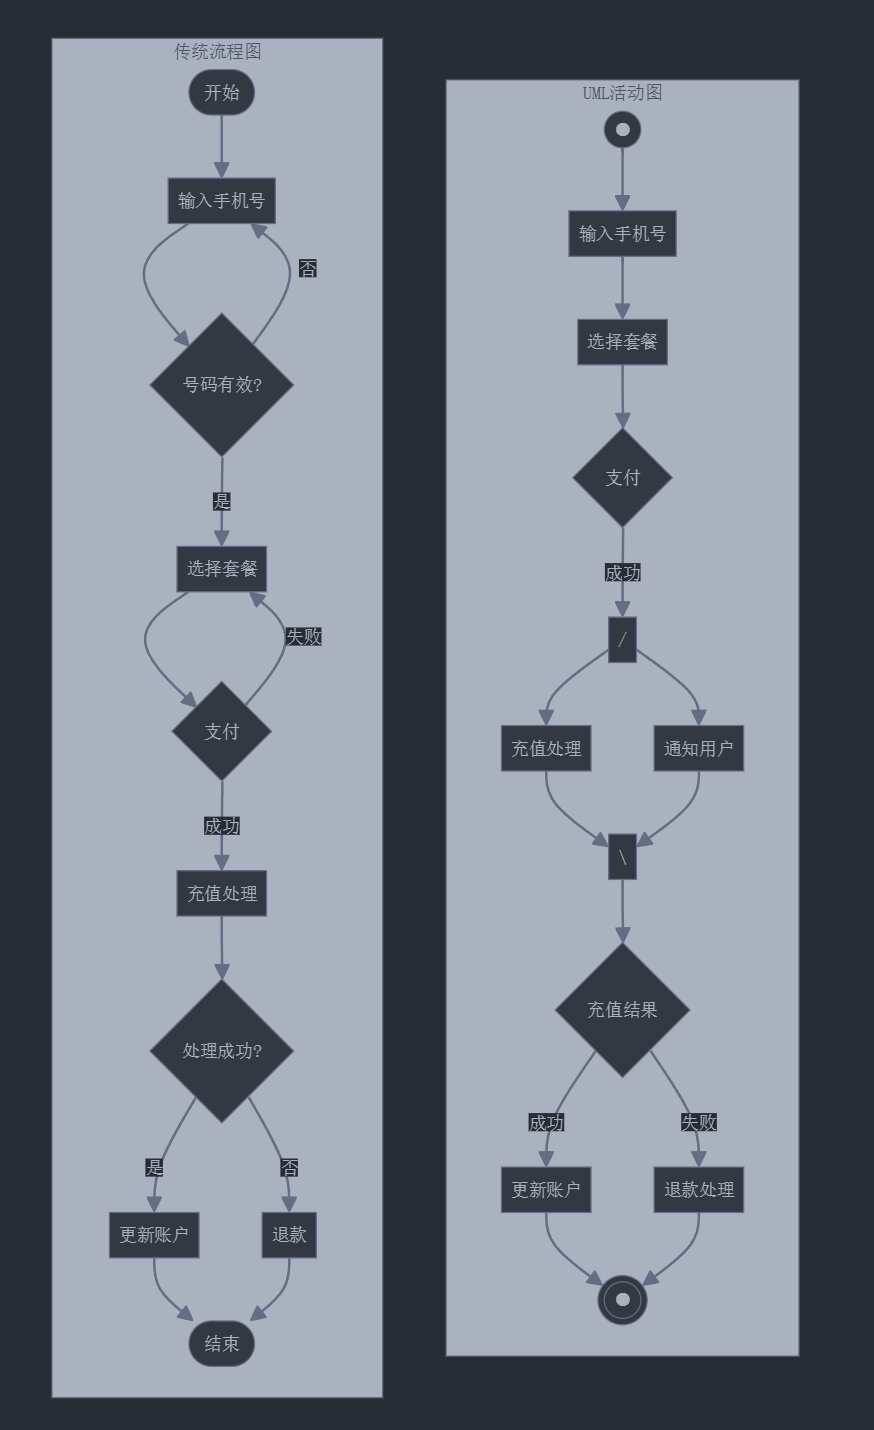 传统流程图
开始
输入手机号
否
号码有效?
是
选择套餐
失败
支付
成功
充值处理
处理成功?
是
否
更新账户
退款
结束
UML活动图
输入手机号
选择套餐
支付
成功
/
充值处理
通知用户
\
充值结果
成功
失败
更新账户
退款处理